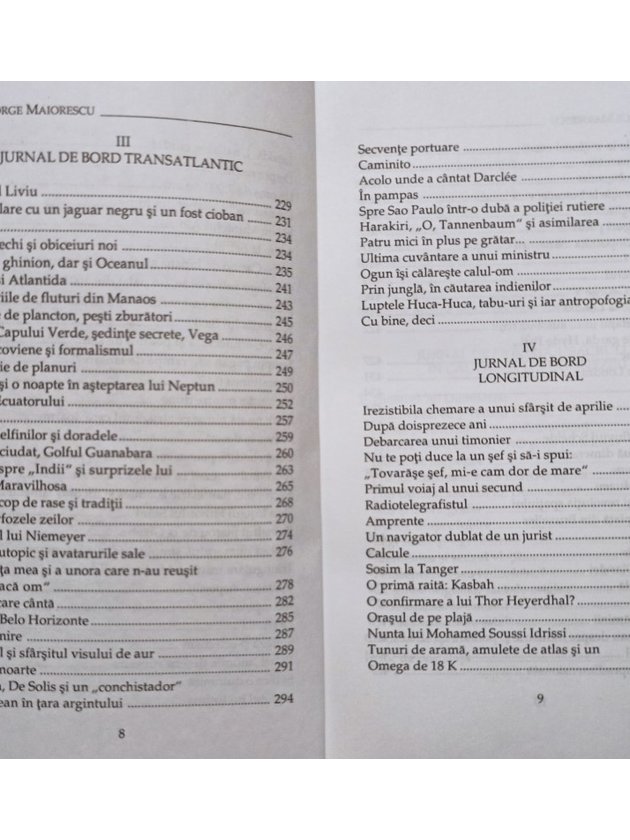 ORGE MAIORESCU
III
JURNAL DE BORD TRANSATLANTIC
Liviu 229
lare cu un jaguar negru şi un fost cioban 231
234
echi şi obiceiuri noi 234
ghinion, dar şi Oceanul 235
i Atlantida 241
iile de fluturi din Manaos 243
de plancton, peşti zburători 245
Capului Verde, şedinţe secrete, Vega 246
oviene şi formalismul 247
ie de planuri 249
şi o noapte în aşteptarea lui Neptun 250
Ecuatorului 252
257
elfinilor şi doradele 259
ciudat, Golful Guanabara 260
spre „Indii“ şi surprizele lui 263
Maravilhosa 265
cop de rase şi tradiţii 268
rfozele zeilor 270
l lui Niemeyer 274
utopic şi avatarurile sale 276
ţa mea şi a unora care n-au reuşit
acă om“ 278
care cântă 282
Belo Horizonte 285
nire 287
l şi sfârşitul visului de aur 289
noarte 291
, De Solis şi un „conchistador“
ean în ţara argintului 294
8
Secvenţe portuare
Caminito
Acolo unde a cântat Darclée
În pampas
Spre Sao Paulo într-o dubă a poliţiei rutiere
Harakiri, „O, Tannenbaum“ şi asimilarea
Patru mici în plus pe grătar...
Ultima cuvântare a unui ministru
Ogun îşi călăreşte calul-om
Prin junglă, în căutarea indienilor
Luptele Huca-Huca, tabu-uri şi iar antropofagia
Cu bine, deci
IV
JURNAL DE BORD
LONGITUDINAL
Irezistibila chemare a unui sfârşit de aprilie
După doisprezece ani
Debarcarea unui timonier
Nu te poţi duce la un şef şi să-i spui:
„Tovarăşe şef, mi-e cam dor de mare“
Primul voiaj al unui secund
Radiotelegrafistul
Amprente
Un navigator dublat de un jurist
Calcule
Sosim la Tanger
O primă raită: Kasbah
O confirmare a lui Thor Heyerdhal?
Oraşul de pe plajă
Nunta lui Mohamed Soussi Idrissi
Tunuri de aramă, amulete de atlas şi un
Omega de 18 K
9